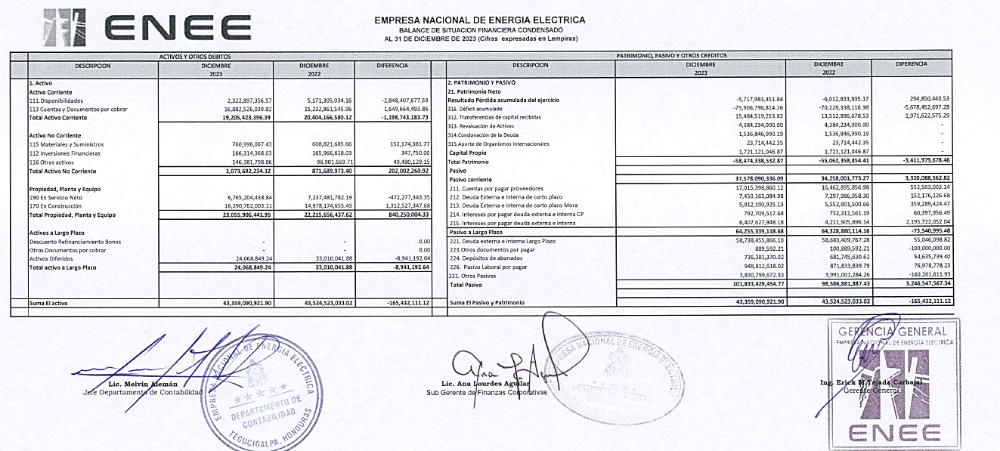 ENEE
EMPRESA NACIONAL DE ENERGIA ELECTRICA
BALANCE DE SITUACION FINANCIERA CONDENSADO
AL 31 DE DICIEMBRE DE 2023 (Cifras expresadas en Lempiras)
ACTIVOS Y OTROS DEBITOS
DESCRIPCION DICIEMBRE 2023 DICIEMBRE 2022 DIFERENCIA
1. Activo
Activo Corriente
111.Disponibilidades 2,322,897,356.57 5,171,305,034.16 -2,848,407,677.59
113 Cuentas y Documentos por cobrar 16,882,526,039.82 15,232,861,545.96 1,649,664,493.86
Total Activo Corriente 19,205,423,396.39 20,404,166,580.12 -1,198,743,183.73
Activo No Corriente
115 Materiales y Suministros 760,996,067.43 608,821,685.66 152,174,381.77
112 Inversiones Financieras 166,314,368.03 165,966,618.03 347,750.00
116 Otros activos 146,381,798.86 96,901,669.71 49,480,129.15
Total Activo No Corriente 1,073,692,234.32 871,689,973.40 202,002,260.92
Propiedad, Planta y Equipo
190 En Servicio Neto 6,765,204,438.84 7,237,481,782.19 -472,277,343.35
170 En Construcción 16,290,702,003.11 14,978,174,655.43 1,312,527,347.68
Total Propiedad, Planta y Equipo 23,055,906,441.95 22,215,656,437.62 840,250,004.33
Activos a Largo Plazo
Descuento Refinanciamiento Bonos - - 0.00
Otros Documentos por cobrar - - 0.00
Activos Diferidos 24,068,849.24 33,010,041.88 -8,941,192.64
Total activo a Largo Plazo 24,068,849.24 33,010,041.88 -8,941,192.64
Suma El activo 43,359,090,921.90 43,524,523,033.02 -165,432,111.12
PATRIMONIO, PASIVO Y OTROS CREDITOS
DESCRIPCION DICIEMBRE 2023 DICIEMBRE 2022 DIFERENCIA
2. PATRIMONIO Y PASIVO
21. Patrimonio Neto
Resultado Pérdida acumulada del ejercicio -5,717,983,451.84 -6,012,833,895.37 294,850,443.53
316. Déficit acumulado -75,906,790,814.26 -70,228,338,116.98 -5,678,452,697.28
312. Transferencias de capital recibidas 15,484,519,253.82 13,512,896,678.53 1,971,622,575.29
313. Revaluación de Activos 4,384,234,000.00 4,384,234,000.00 -
314.Condonación de la Deuda 1,536,846,990.19 1,536,846,990.19 -
315.Aporte de Organismos Internacionales 23,714,442.35 23,714,442.35 -
Capital Propio 1,721,121,046.87 1,721,121,046.87 -
Total Patrimonio -58,474,338,532.87 -55,062,358,854.41 -3,411,979,678.46
Pasivo
Pasivo corriente 37,578,090,336.09 34,258,001,773.27 3,320,088,562.82
211. Cuentas por pagar proveedores 17,015,398,860.12 16,462,895,856.98 552,503,003.14
212. Deuda Externa e interna de corto plazo 7,450,163,084.98 7,297,986,958.30 152,176,126.68
213. Deuda Externa e interna de corto plazo Mora 5,912,190,925.13 5,552,901,500.66 359,289,424.47
214. Intereses por pagar deuda externa e interna CP 792,709,517.68 732,311,561.19 60,397,956.49
215. Intereses por pagar deuda externa e interna 6,407,627,948.18 4,211,905,896.14 2,195,722,052.04
Pasivo a Largo Plazo 64,255,339,118.68 64,328,880,114.16 -73,540,995.48
221. Deuda externa e interna Largo Plazo 58,738,455,866.10 58,683,409,767.28 55,046,098.82
223.Otros documentos por pagar 889,592.21 100,889,592.21 -100,000,000.00
224. Depósitos de abonados 736,381,370.02 681,745,630.62 54,635,739.40
226. Pasivo Laboral por pagar 948,812,618.02 871,833,839.79 76,978,778.23
231. Otros Pasivos 3,830,799,672.33 3,991,001,284.26 -160,201,611.93
Total Pasivo 101,833,429,454.77 98,586,881,887.43 3,246,547,567.34
Suma El Pasivo y Patrimonio 43,359,090,921.90 43,524,523,033.02 -165,432,111.12
Lic. Melvin Alemán
Jefe Departamento de Contabilidad
EMPRESA NACIONAL DE ENERGIA ELECTRICA
DEPARTAMENTO DE
CONTABILIDAD
TEGUCIGALPA, HONDURAS
Lic. Ana Lourdes Aguilar
Sub Gerente de Finanzas Corporativas
EMPRESA NACIONAL DE ENERGIA ELECTRICA
GERENCIA GENERAL
EMPRESA NACIONAL DE ENERGIA ELECTRICA
Ing. Erick M.Tejada Carbajal
Gerente General
ENEE